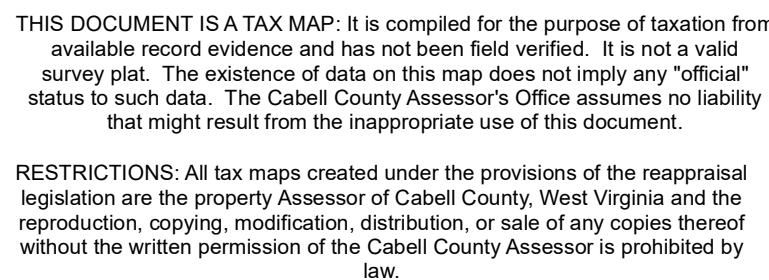 THIS DOCUMENT IS A TAX MAP: It is compiled for the purpose of taxation from
available record evidence and has not been field verified.  It is not a valid
survey plat.  The existence of data on this map does not imply any "official"
status to such data.  The Cabell County Assessor's Office assumes no liability
that might result from the inappropriate use of this document.
RESTRICTIONS: All tax maps created under the provisions of the reappraisal
legislation are the property Assessor of Cabell County, West Virginia and the
reproduction, copying, modification, distribution, or sale of any copies thereof
without the written permission of the Cabell County Assessor is prohibited by
law.